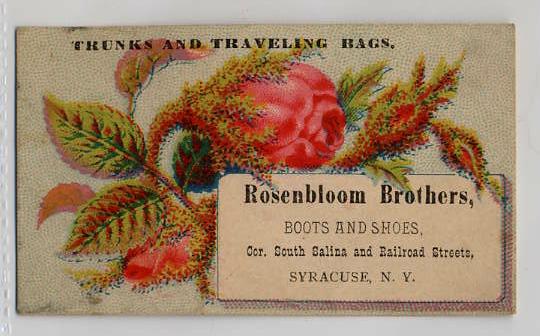 TRUNKS AND TRAVELING BAGS.
Rosenbloom Brothers,
BOOTS AND SHOES,
Cor. South Salina and Railroad Streets,
SYRACUSE, N. Y.